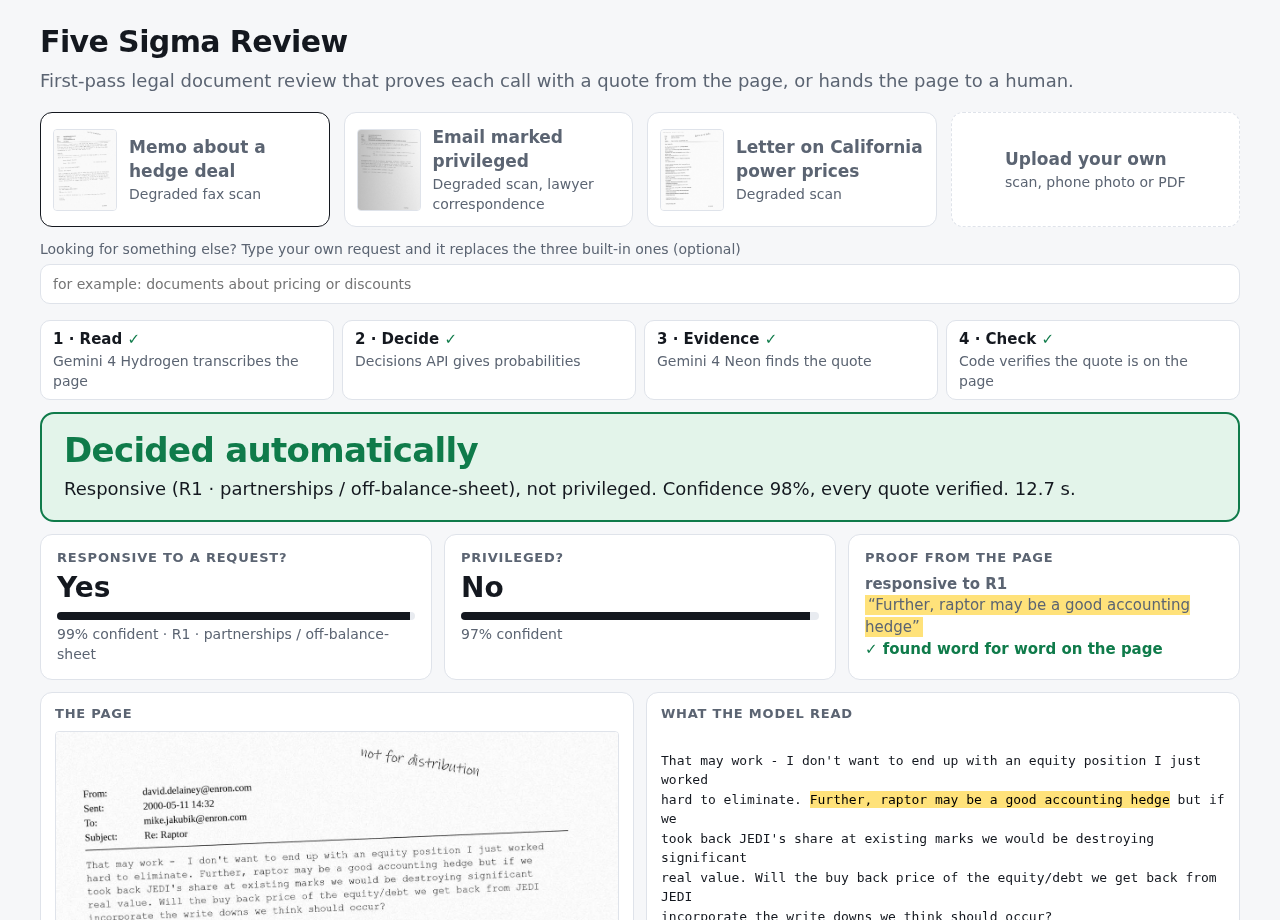 Five Sigma Review
First-pass legal document review that proves each call with a quote from the page, or hands the page to a human.
Memo about a
hedge deal
Degraded fax scan
Email marked
privileged
Degraded scan, lawyer
correspondence
Letter on California
power prices
Degraded scan
Upload your own
scan, phone photo or PDF
Looking for something else? Type your own request and it replaces the three built-in ones (optional)
for example: documents about pricing or discounts
1 · Read ✓
Gemini 4 Hydrogen transcribes the
page
2 · Decide ✓
Decisions API gives probabilities
3 · Evidence ✓
Gemini 4 Neon finds the quote
4 · Check ✓
Code verifies the quote is on the
page
Decided automatically
Responsive (R1 · partnerships / off-balance-sheet), not privileged. Confidence 98%, every quote verified. 12.7 s.
RESPONSIVE TO A REQUEST?
Yes
99% confident · R1 · partnerships / off-balance-
sheet
PRIVILEGED?
No
97% confident
PROOF FROM THE PAGE
responsive to R1
“Further, raptor may be a good accounting
hedge”
✓ found word for word on the page
THE PAGE
not for distribution
From: david.delainey@enron.com
Sent: 2000-05-11 14:32
To: mike.jakubik@enron.com
Subject: Re: Raptor
That may work - I don't want to end up with an equity position I just worked
hard to eliminate. Further, raptor may be a good accounting hedge but if we
took back JEDI's share at existing marks we would be destroying significant
real value. Will the buy back price of the equity/debt we get back from JEDI
incorporate the write downs we think should occur?
WHAT THE MODEL READ
That may work - I don't want to end up with an equity position I just
worked
hard to eliminate. Further, raptor may be a good accounting hedge but if
we
took back JEDI's share at existing marks we would be destroying
significant
real value. Will the buy back price of the equity/debt we get back from
JEDI
incorporate the write downs we think should occur?